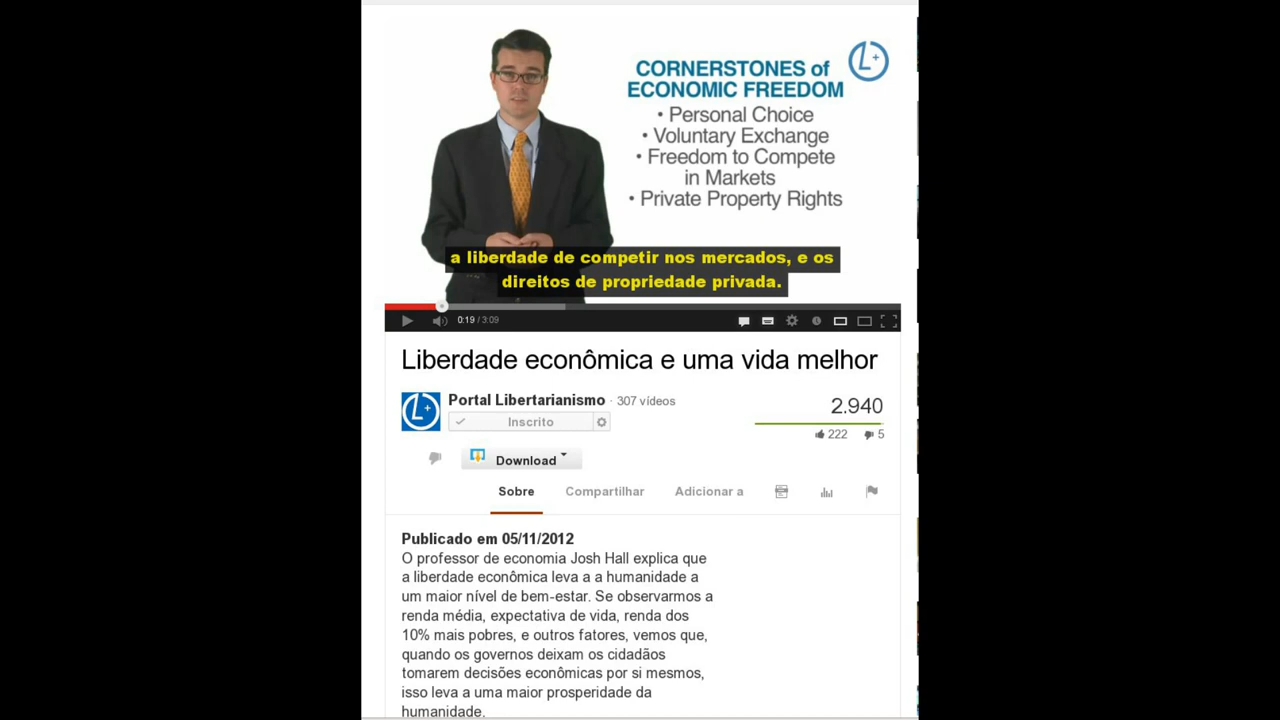 CORNERSTONES of
ECONOMIC FREEDOM
L+
• Personal Choice
• Voluntary Exchange
• Freedom to Compete
in Markets
• Private Property Rights
a liberdade de competir nos mercados, e os
direitos de propriedade privada.
0:19 / 3:09
Liberdade econômica e uma vida melhor
L+
Portal Libertarianismo · 307 vídeos
Inscrito
2.940
222 5
Download
Sobre Compartilhar Adicionar a
Publicado em 05/11/2012
O professor de economia Josh Hall explica que
a liberdade econômica leva a a humanidade a
um maior nível de bem-estar. Se observarmos a
renda média, expectativa de vida, renda dos
10% mais pobres, e outros fatores, vemos que,
quando os governos deixam os cidadãos
tomarem decisões econômicas por si mesmos,
isso leva a uma maior prosperidade da
humanidade.